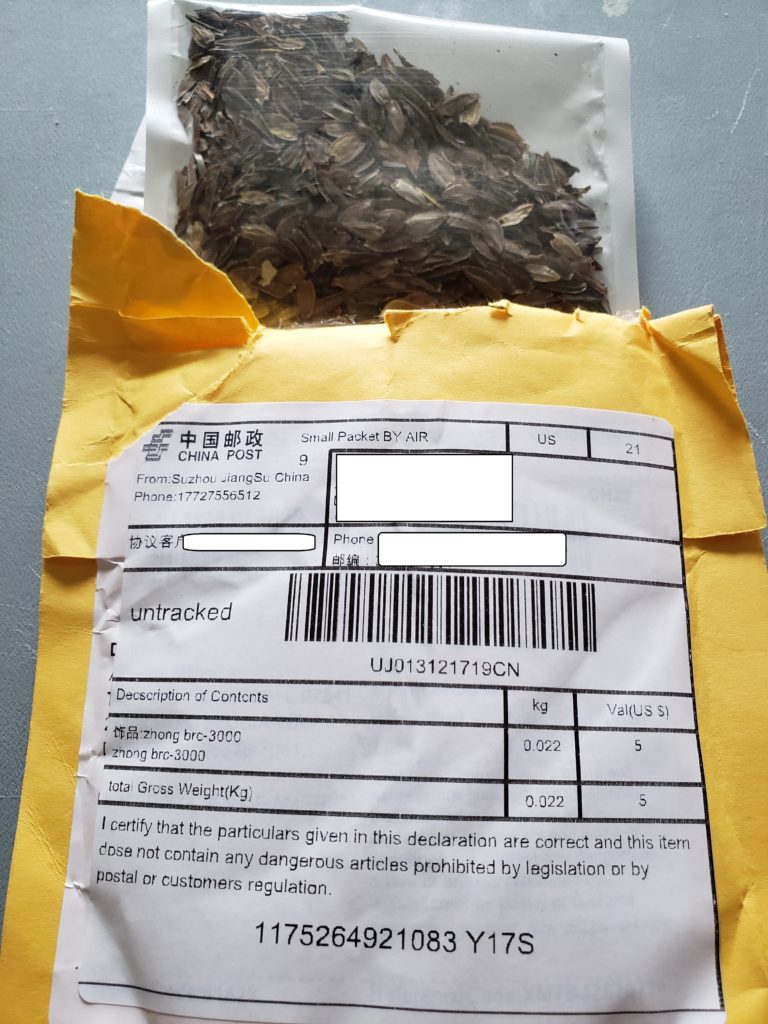 中国邮政
CHINA POST
Small Packet BY AIR
US
21
9
From:Suzhou JiangSu China
Phone:17727556512
协议客户
Phone
邮编:
untracked
UJ013121719CN
Decscription of Contents
kg
Val(US $)
饰品:zhong brc-3000
zhong brc-3000
0.022
5
total Gross Weight(Kg)
0.022
5
I certify that the particulars given in this declaration are correct and this item
dose not contain any dangerous articles prohibited by legislation or by
postal or customers regulation.
1175264921083 Y17S